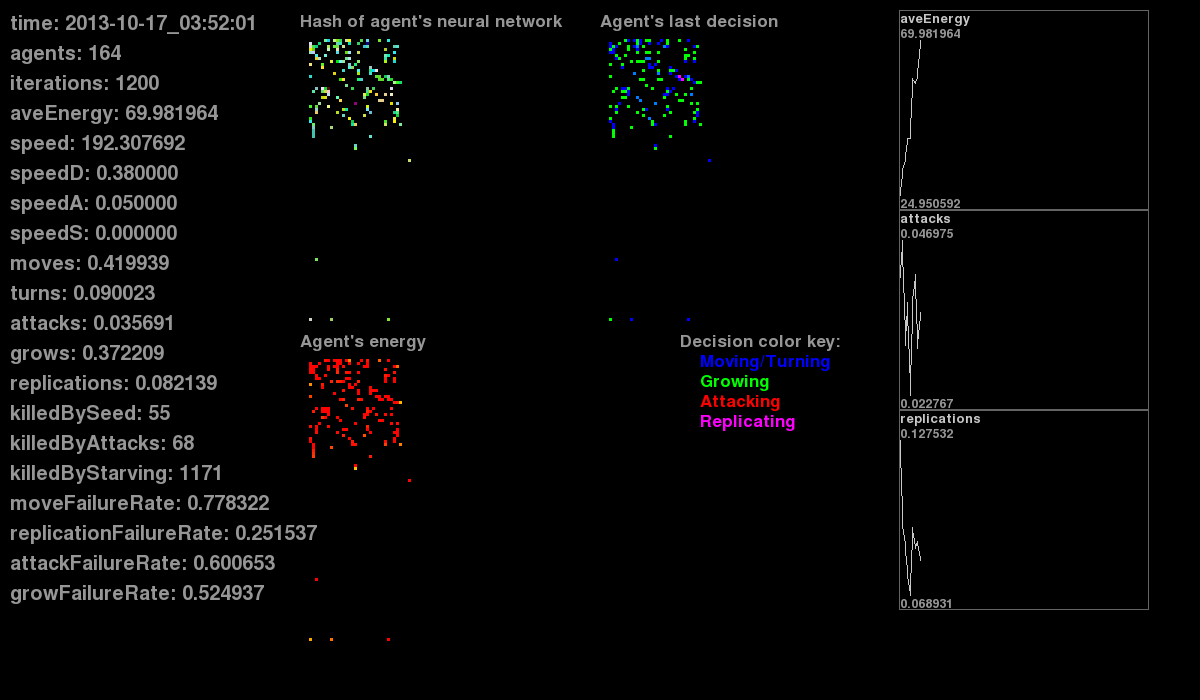 time: 2013-10-17_03:52:01
agents: 164
iterations: 1200
aveEnergy: 69.981964
speed: 192.307692
speedD: 0.380000
speedA: 0.050000
speedS: 0.000000
moves: 0.419939
turns: 0.090023
attacks: 0.035691
grows: 0.372209
replications: 0.082139
killedBySeed: 55
killedByAttacks: 68
killedByStarving: 1171
moveFailureRate: 0.778322
replicationFailureRate: 0.251537
attackFailureRate: 0.600653
growFailureRate: 0.524937
Hash of agent's neural network
Agent's last decision
Agent's energy
Decision color key:
Moving/Turning
Growing
Attacking
Replicating
aveEnergy
69.981964
24.950592
attacks
0.046975
0.022767
replications
0.127532
0.068931